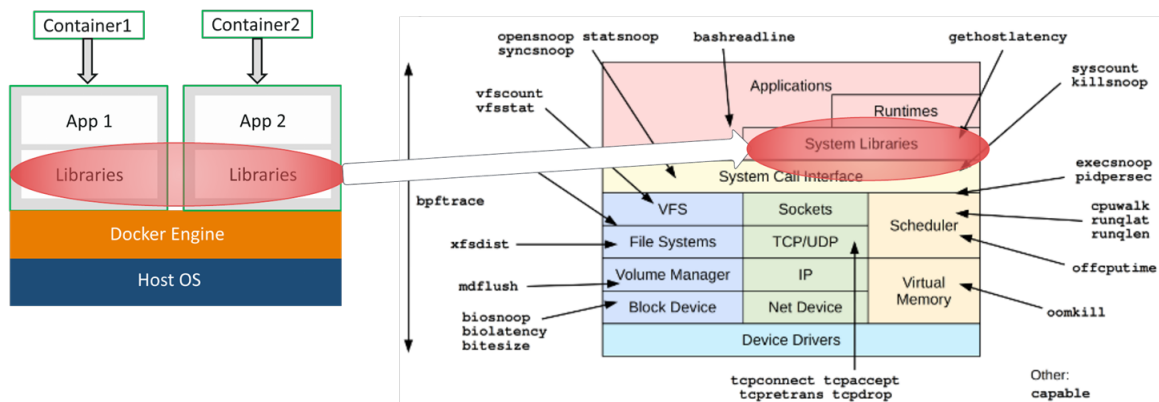 Container1
Container2
App 1
App 2
Libraries
Libraries
Docker Engine
Host OS
opensnoop statsnoop
syncsnoop
bashreadline
gethostlatency
vfscount
vfsstat
syscount
killsnoop
Applications
Runtimes
System Libraries
System Call Interface
execsnoop
pidpersec
bpftrace
VFS
Sockets
Scheduler
cpuwalk
runqlat
runqlen
xfsdist
File Systems
TCP/UDP
offcputime
mdflush
Volume Manager
IP
Virtual
Memory
biosnoop
biolatency
bitesize
Block Device
Net Device
oomkill
Device Drivers
tcpconnect tcpaccept
tcpretrans tcpdrop
Other:
capable